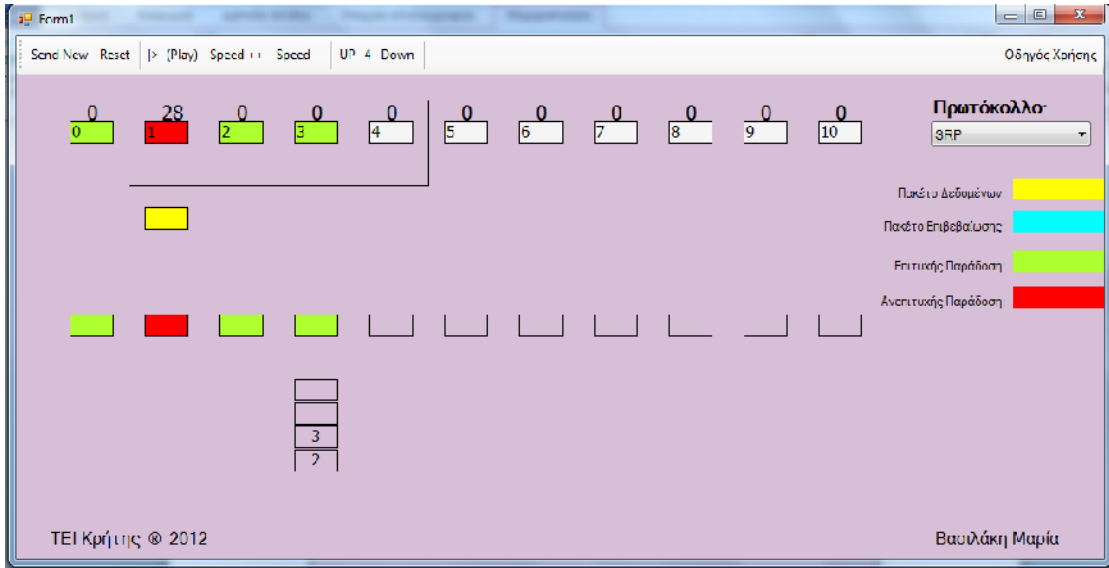 Form1
Send New Reset |> (Play) Speed ++ Speed UP 4 Down Οδηγός Χρήσης
0 28 0 0 0 0 0 0 0 0 0
0 1 2 3 4 5 6 7 8 9 10
Πρωτόκολλο:
SRP
Πακέτο Δεδομένων
Πακέτο Επιβεβαίωσης
Επιτυχής Παράδοση
Ανεπιτυχής Παράδοση
3
2
ΤΕΙ Κρήτης ® 2012 Βασιλάκη Μαρία